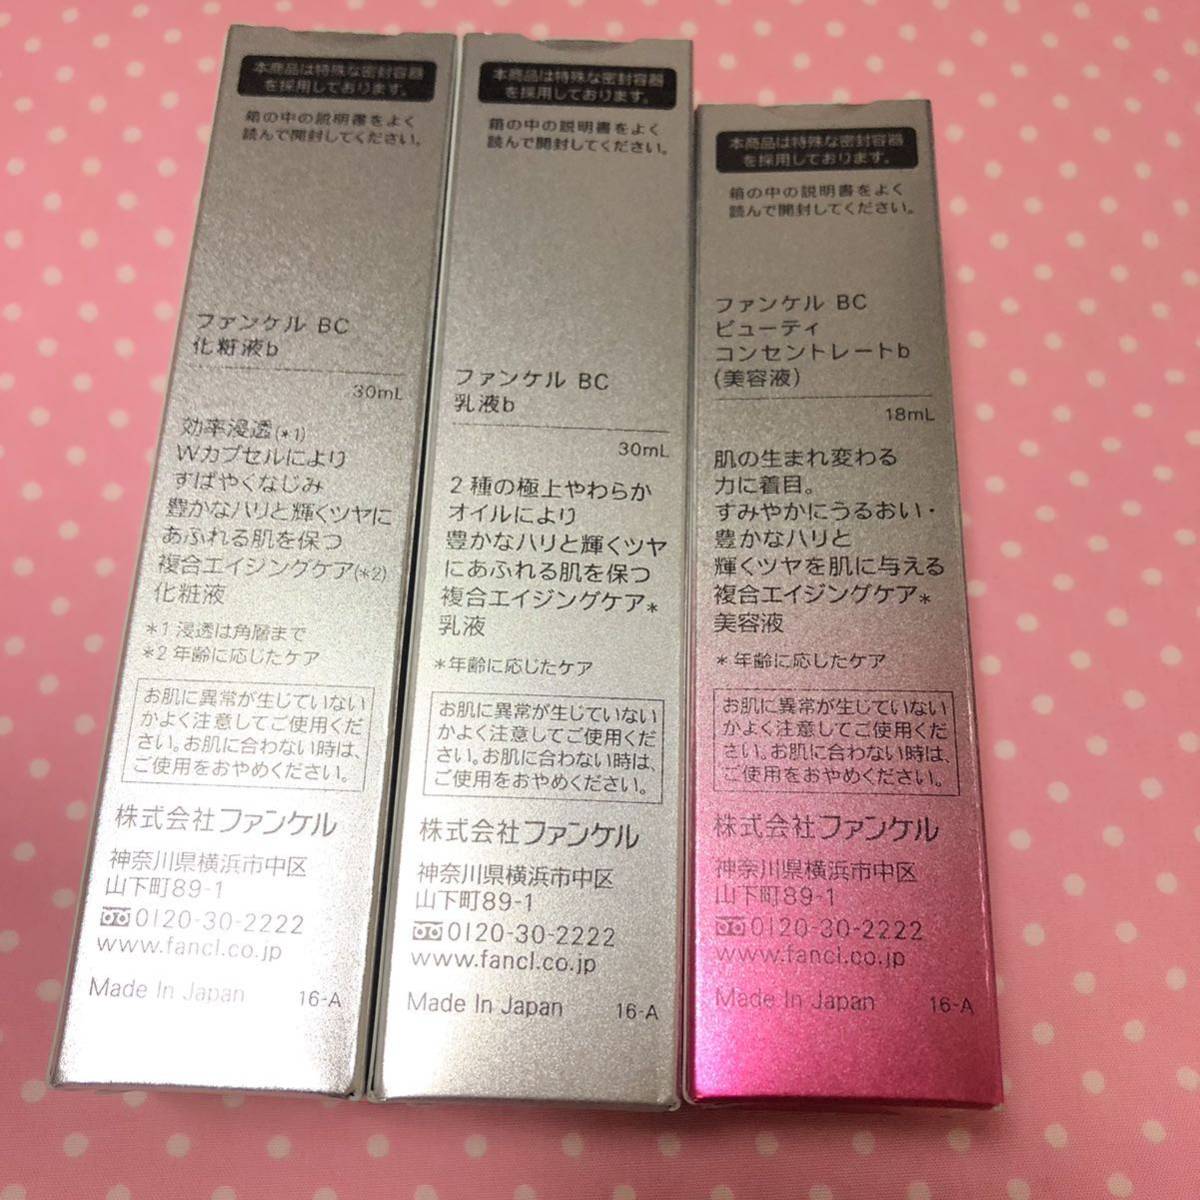 本商品は特殊な密封容器
を採用しております。
箱の中の説明書をよく
読んで開封してください。
ファンケル BC
化粧液b
30mL
効率浸透(*1)
Wカプセルにより
すばやくなじみ
豊かなハリと輝くツヤに
あふれる肌を保つ
複合エイジングケア(*2)
化粧液
*1 浸透は角層まで
*2 年齢に応じたケア
お肌に異常が生じていない
かよく注意してご使用くだ
さい。お肌に合わない時は、
ご使用をおやめください。
株式会社ファンケル
神奈川県横浜市中区
山下町89-1
0120-30-2222
www.fancl.co.jp
Made In Japan 16-A
本商品は特殊な密封容器
を採用しております。
箱の中の説明書をよく
読んで開封してください。
ファンケル BC
乳液b
30mL
2種の極上やわらか
オイルにより
豊かなハリと輝くツヤ
にあふれる肌を保つ
複合エイジングケア*
乳液
*年齢に応じたケア
お肌に異常が生じていない
かよく注意してご使用くだ
さい。お肌に合わない時は、
ご使用をおやめください。
株式会社ファンケル
神奈川県横浜市中区
山下町89-1
0120-30-2222
www.fancl.co.jp
Made In Japan 16-A
本商品は特殊な密封容器
を採用しております。
箱の中の説明書をよく
読んで開封してください。
ファンケル BC
ビューティ
コンセントレートb
(美容液)
18mL
肌の生まれ変わる
力に着目。
すみやかにうるおい・
豊かなハリと
輝くツヤを肌に与える
複合エイジングケア*
美容液
*年齢に応じたケア
お肌に異常が生じていない
かよく注意してご使用くだ
さい。お肌に合わない時は、
ご使用をおやめください。
株式会社ファンケル
神奈川県横浜市中区
山下町89-1
0120-30-2222
www.fancl.co.jp
Made In Japan 16-A